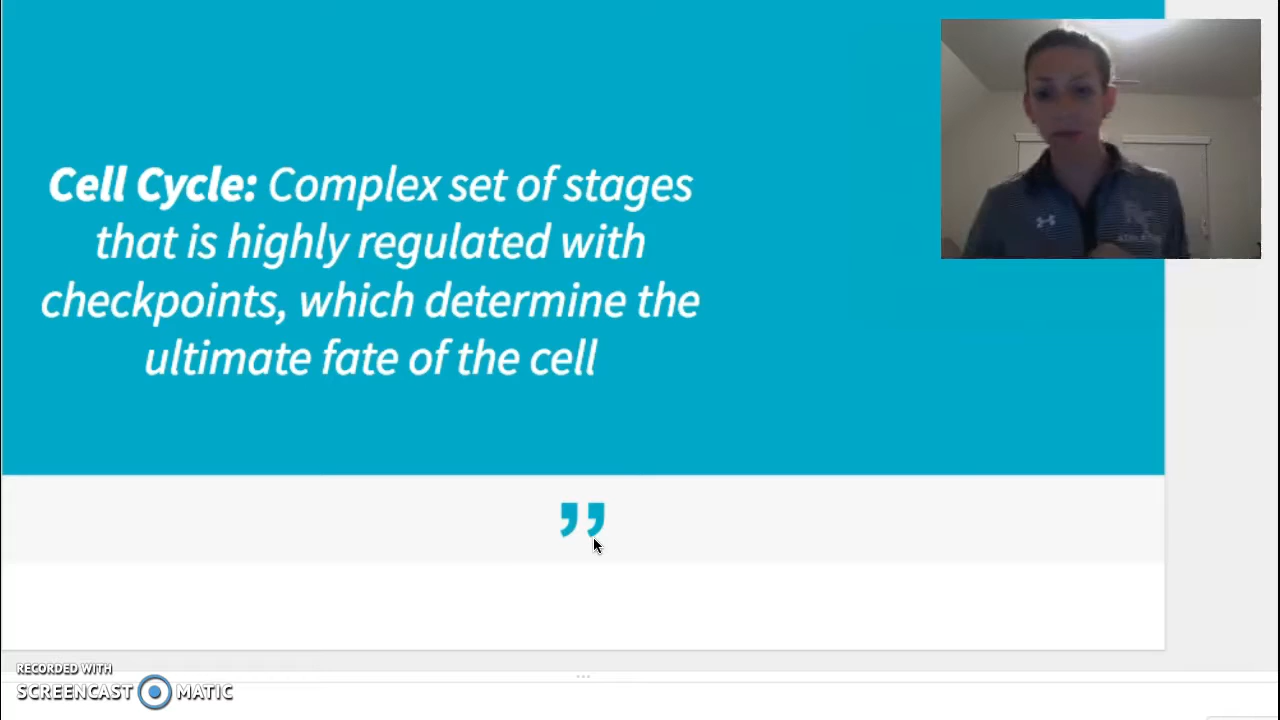 Cell Cycle: Complex set of stages
that is highly regulated with
checkpoints, which determine the
ultimate fate of the cell
”
RECORDED WITH
SCREENCAST MATIC